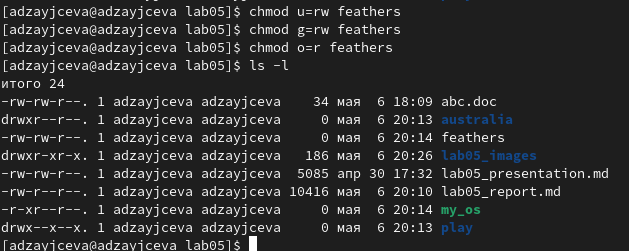 [adzayjceva@adzayjceva lab05]$ chmod u=rw feathers
[adzayjceva@adzayjceva lab05]$ chmod g=rw feathers
[adzayjceva@adzayjceva lab05]$ chmod o=r feathers
[adzayjceva@adzayjceva lab05]$ ls -l
итого 24
-rw-rw-r--. 1 adzayjceva adzayjceva    34 мая  6 18:09 abc.doc
drwxr--r--. 1 adzayjceva adzayjceva     0 мая  6 20:13 australia
-rw-rw-r--. 1 adzayjceva adzayjceva     0 мая  6 20:14 feathers
drwxr-xr-x. 1 adzayjceva adzayjceva   186 мая  6 20:26 lab05_images
-rw-rw-r--. 1 adzayjceva adzayjceva  5085 апр 30 17:32 lab05_presentation.md
-rw-r--r--. 1 adzayjceva adzayjceva 10416 мая  6 20:10 lab05_report.md
-r-xr--r--. 1 adzayjceva adzayjceva     0 мая  6 20:14 my_os
drwx--x--x. 1 adzayjceva adzayjceva     0 мая  6 20:13 play
[adzayjceva@adzayjceva lab05]$